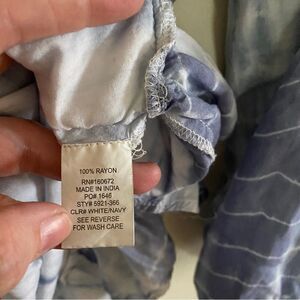 100% RAYON
RN#160672
MADE IN INDIA
PO# 1646
STY# 5921-366
CLR# WHITE/NAVY
SEE REVERSE
FOR WASH CARE